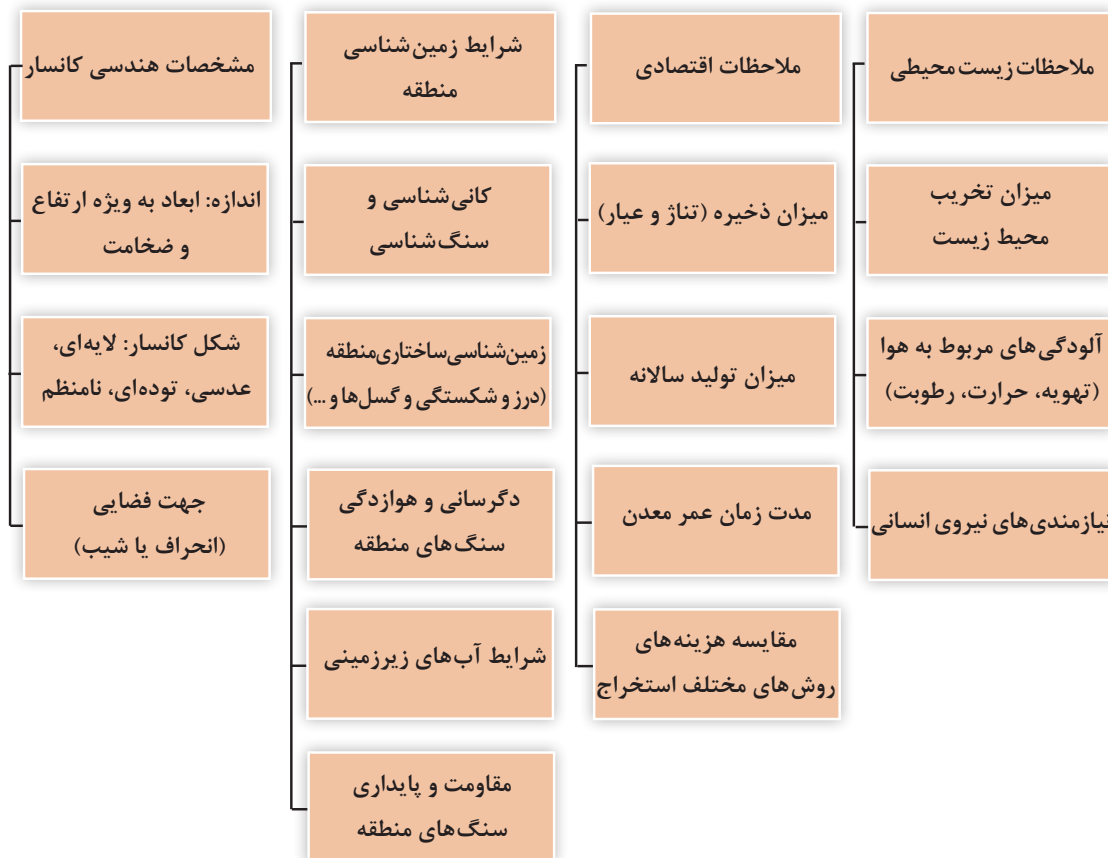 ملاحظات زیست‌محیطی
میزان تخریب
محیط زیست
آلودگی‌های مربوط به هوا
(تهویه، حرارت، رطوبت)
نیازمندی‌های نیروی انسانی
ملاحظات اقتصادی
میزان ذخیره (تناژ و عیار)
میزان تولید سالانه
مدت زمان عمر معدن
مقایسه هزینه‌های
روش‌های مختلف استخراج
شرایط زمین‌شناسی
منطقه
کانی‌شناسی و
سنگ‌شناسی
زمین‌شناسی‌ساختاری‌منطقه
(درز و شکستگی و گسل‌ها و ...)
دگرسانی و هوازدگی
سنگ‌های منطقه
شرایط آب‌های زیرزمینی
مقاومت و پایداری
سنگ‌های منطقه
مشخصات هندسی کانسار
اندازه: ابعاد به ویژه ارتفاع
و ضخامت
شکل کانسار: لایه‌ای،
عدسی، توده‌ای، نامنظم
جهت فضایی
(انحراف یا شیب)